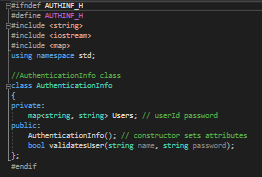 #ifndef AUTHINF_H
#define AUTHINF_H
#include <string>
#include <iostream>
#include <map>
using namespace std;

//AuthenticationInfo class
class AuthenticationInfo
{
private:
    map<string, string> Users; // userId password
public:
    AuthenticationInfo(); // constructor sets attributes
    bool validatesUser(string name, string password);
};
#endif